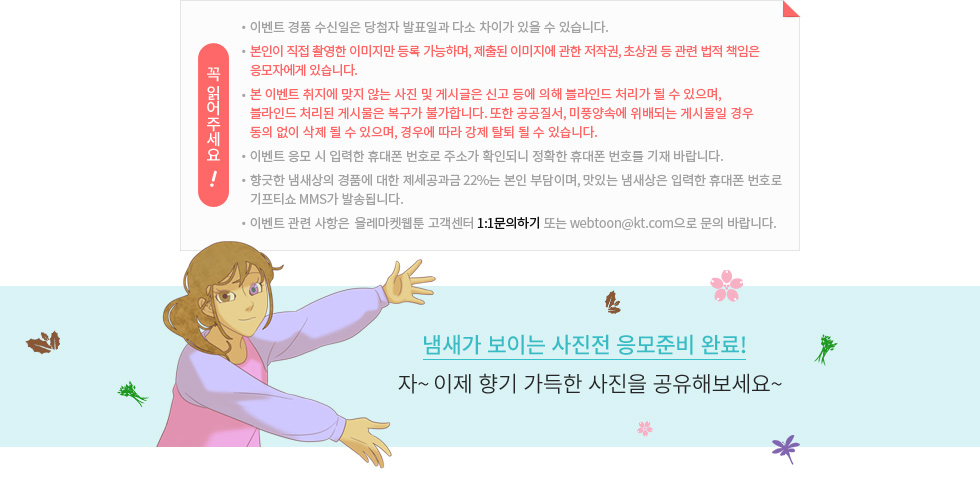 꼭 읽어주세요!
• 이벤트 경품 수신일은 당첨자 발표일과 다소 차이가 있을 수 있습니다.
• 본인이 직접 촬영한 이미지만 등록 가능하며, 제출된 이미지에 관한 저작권, 초상권 등 관련 법적 책임은
응모자에게 있습니다.
• 본 이벤트 취지에 맞지 않는 사진 및 게시글은 신고 등에 의해 블라인드 처리가 될 수 있으며,
블라인드 처리된 게시물은 복구가 불가합니다. 또한 공공질서, 미풍양속에 위배되는 게시물일 경우
동의 없이 삭제 될 수 있으며, 경우에 따라 강제 탈퇴 될 수 있습니다.
• 이벤트 응모 시 입력한 휴대폰 번호로 주소가 확인되니 정확한 휴대폰 번호를 기재 바랍니다.
• 향긋한 냄새상의 경품에 대한 제세공과금 22%는 본인 부담이며, 맛있는 냄새상은 입력한 휴대폰 번호로
기프티쇼 MMS가 발송됩니다.
• 이벤트 관련 사항은 올레마켓웹툰 고객센터 1:1문의하기 또는 webtoon@kt.com으로 문의 바랍니다.
냄새가 보이는 사진전 응모준비 완료!
자~ 이제 향기 가득한 사진을 공유해보세요~